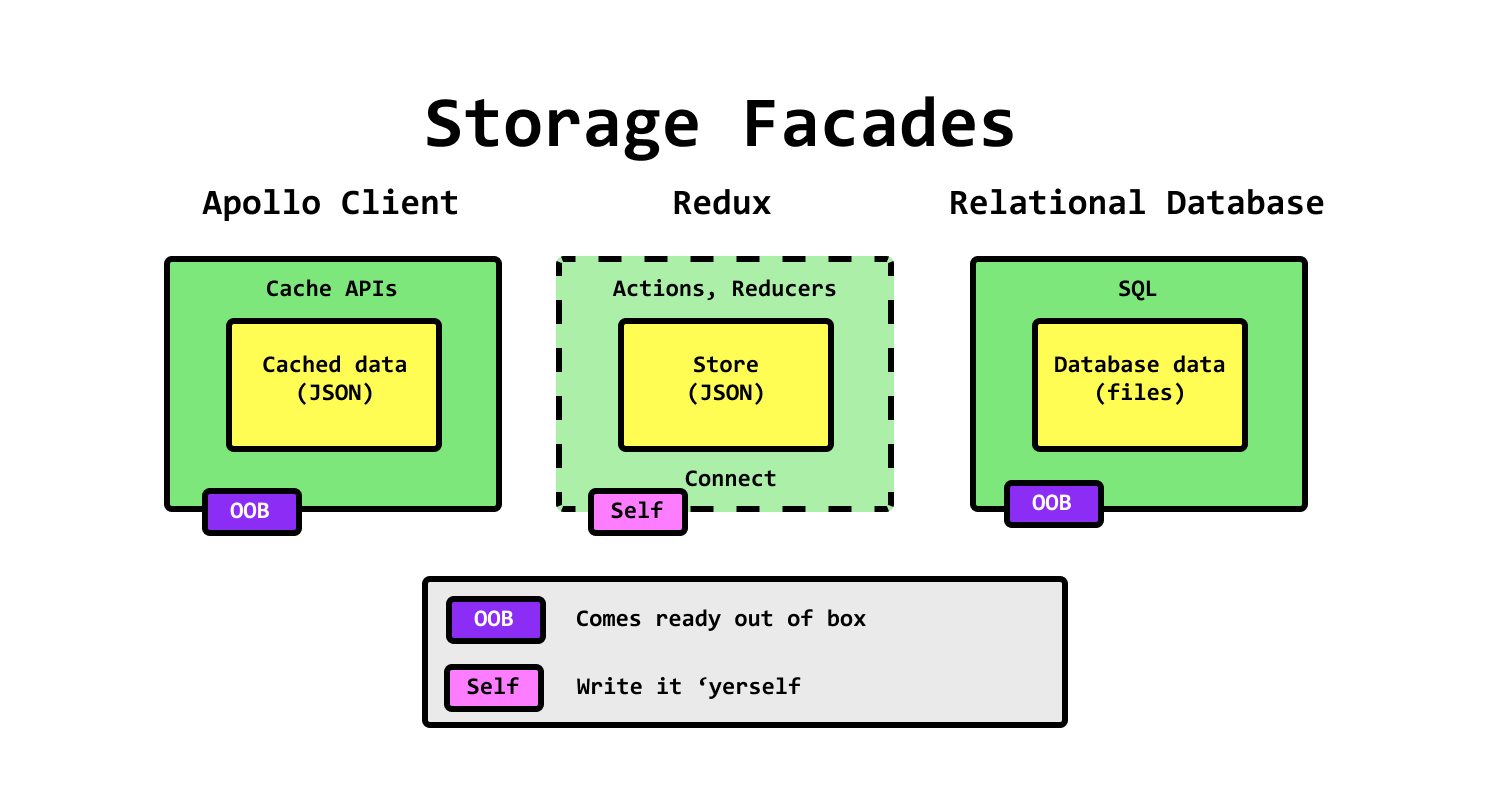 Storage Facades
Apollo Client
Redux
Relational Database
Cache APIs
Cached data
(JSON)
OOB
Actions, Reducers
Store
(JSON)
Connect
Self
SQL
Database data
(files)
OOB
OOB
Comes ready out of box
Self
Write it ‘yerself